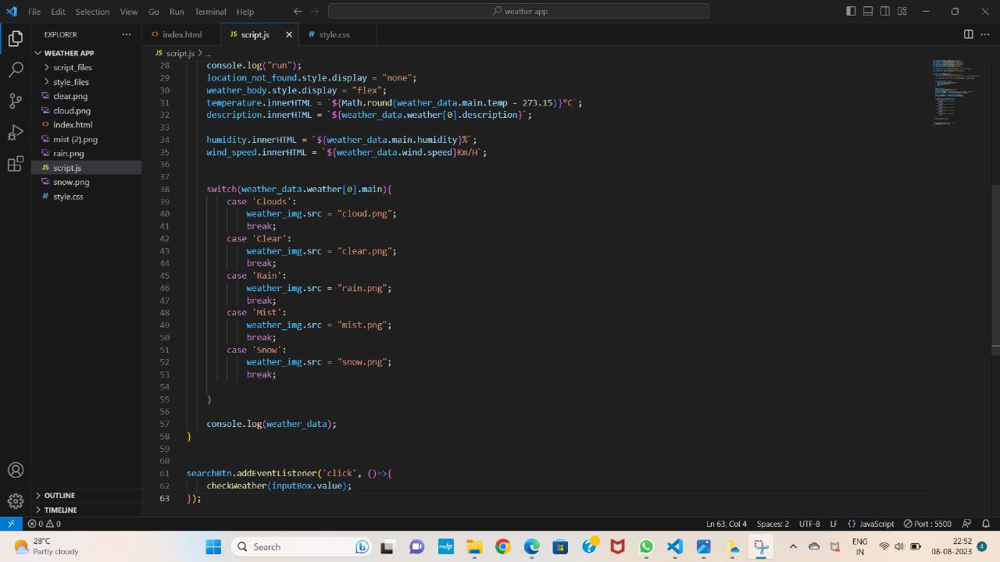 File Edit Selection View Go Run Terminal Help
weather app
EXPLORER
index.html
JS script.js
# style.css
WEATHER APP
script_files
style_files
clear.png
cloud.png
index.html
mist (2).png
rain.png
JS script.js
snow.png
# style.css
OUTLINE
TIMELINE
JS script.js > ...
28 console.log("run");
29 location_not_found.style.display = "none";
30 weather_body.style.display = "flex";
31 temperature.innerHTML = `${Math.round(weather_data.main.temp - 273.15)}°C`;
32 description.innerHTML = `${weather_data.weather[0].description}`;
33
34 humidity.innerHTML = `${weather_data.main.humidity}%`;
35 wind_speed.innerHTML = `${weather_data.wind.speed}Km/H`;
36
37
38 switch(weather_data.weather[0].main){
39 case 'Clouds':
40 weather_img.src = "cloud.png";
41 break;
42 case 'Clear':
43 weather_img.src = "clear.png";
44 break;
45 case 'Rain':
46 weather_img.src = "rain.png";
47 break;
48 case 'Mist':
49 weather_img.src = "mist.png";
50 break;
51 case 'Snow':
52 weather_img.src = "snow.png";
53 break;
54
55 }
56
57 console.log(weather_data);
58 }
59
60
61 searchBtn.addEventListener('click', ()=>{
62 checkWeather(inputBox.value);
63 });
0 0
Ln 63, Col 4 Spaces: 2 UTF-8 LF {} JavaScript Port : 5500
28°C
Partly cloudy
Search
ENG
IN
22:52
08-08-2023
4